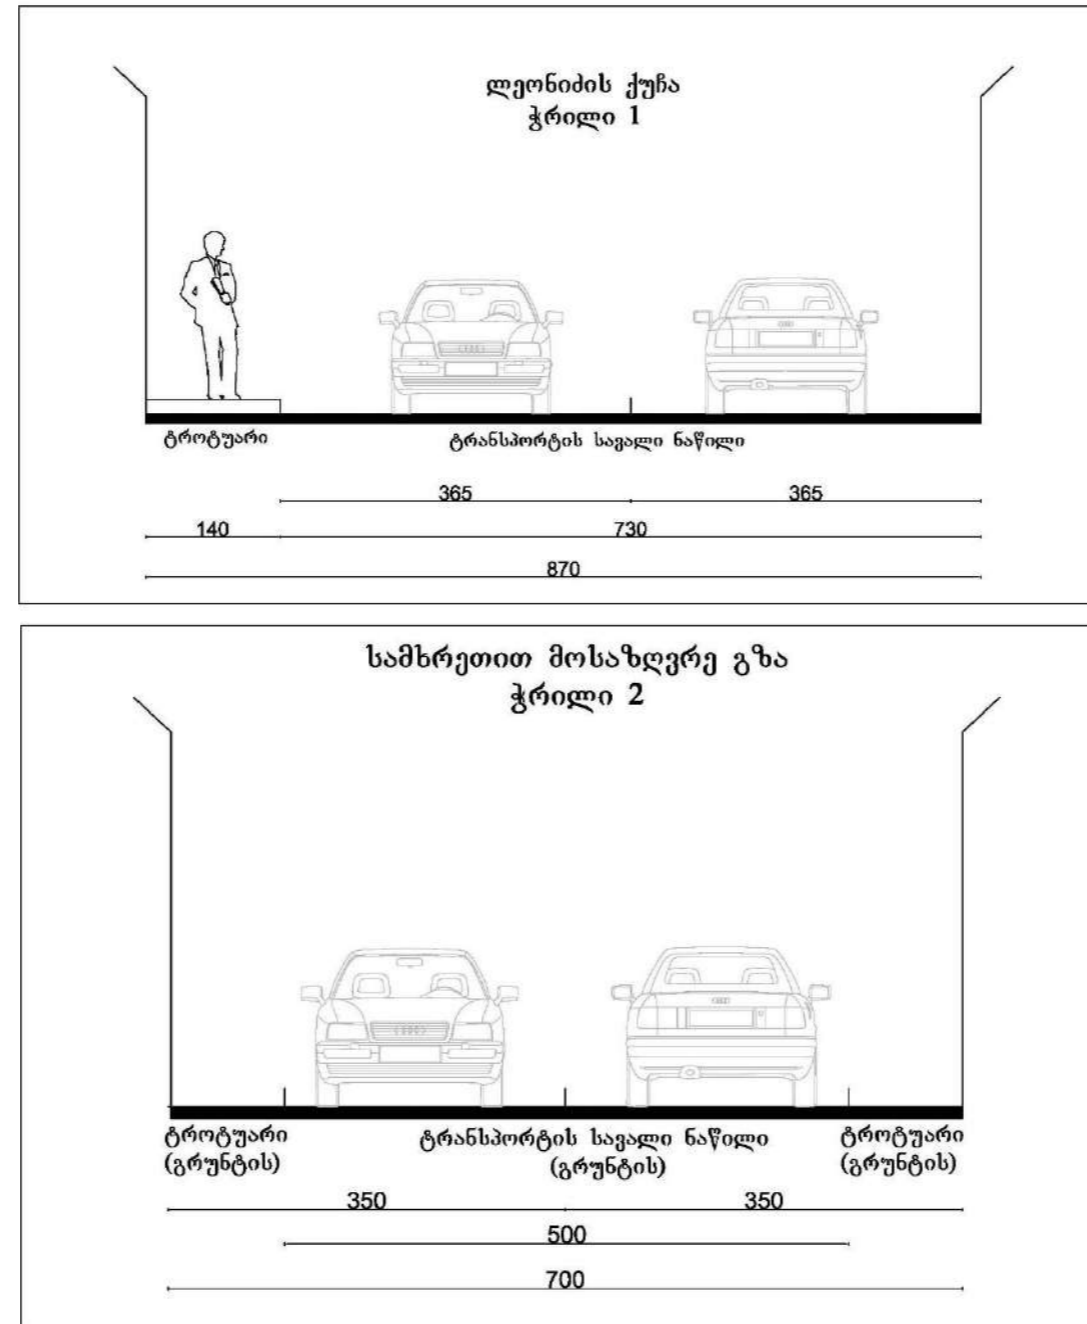 ლეონიძის ქუჩა
ჭრილი 1
ტროტუარი
ტრანსპორტის სავალი ნაწილი
365 365
140 730
870
სამხრეთით მოსაზღვრე გზა
ჭრილი 2
ტროტუარი ტრანსპორტის სავალი ნაწილი ტროტუარი
(გრუნტის) (გრუნტის) (გრუნტის)
350 350
500
700